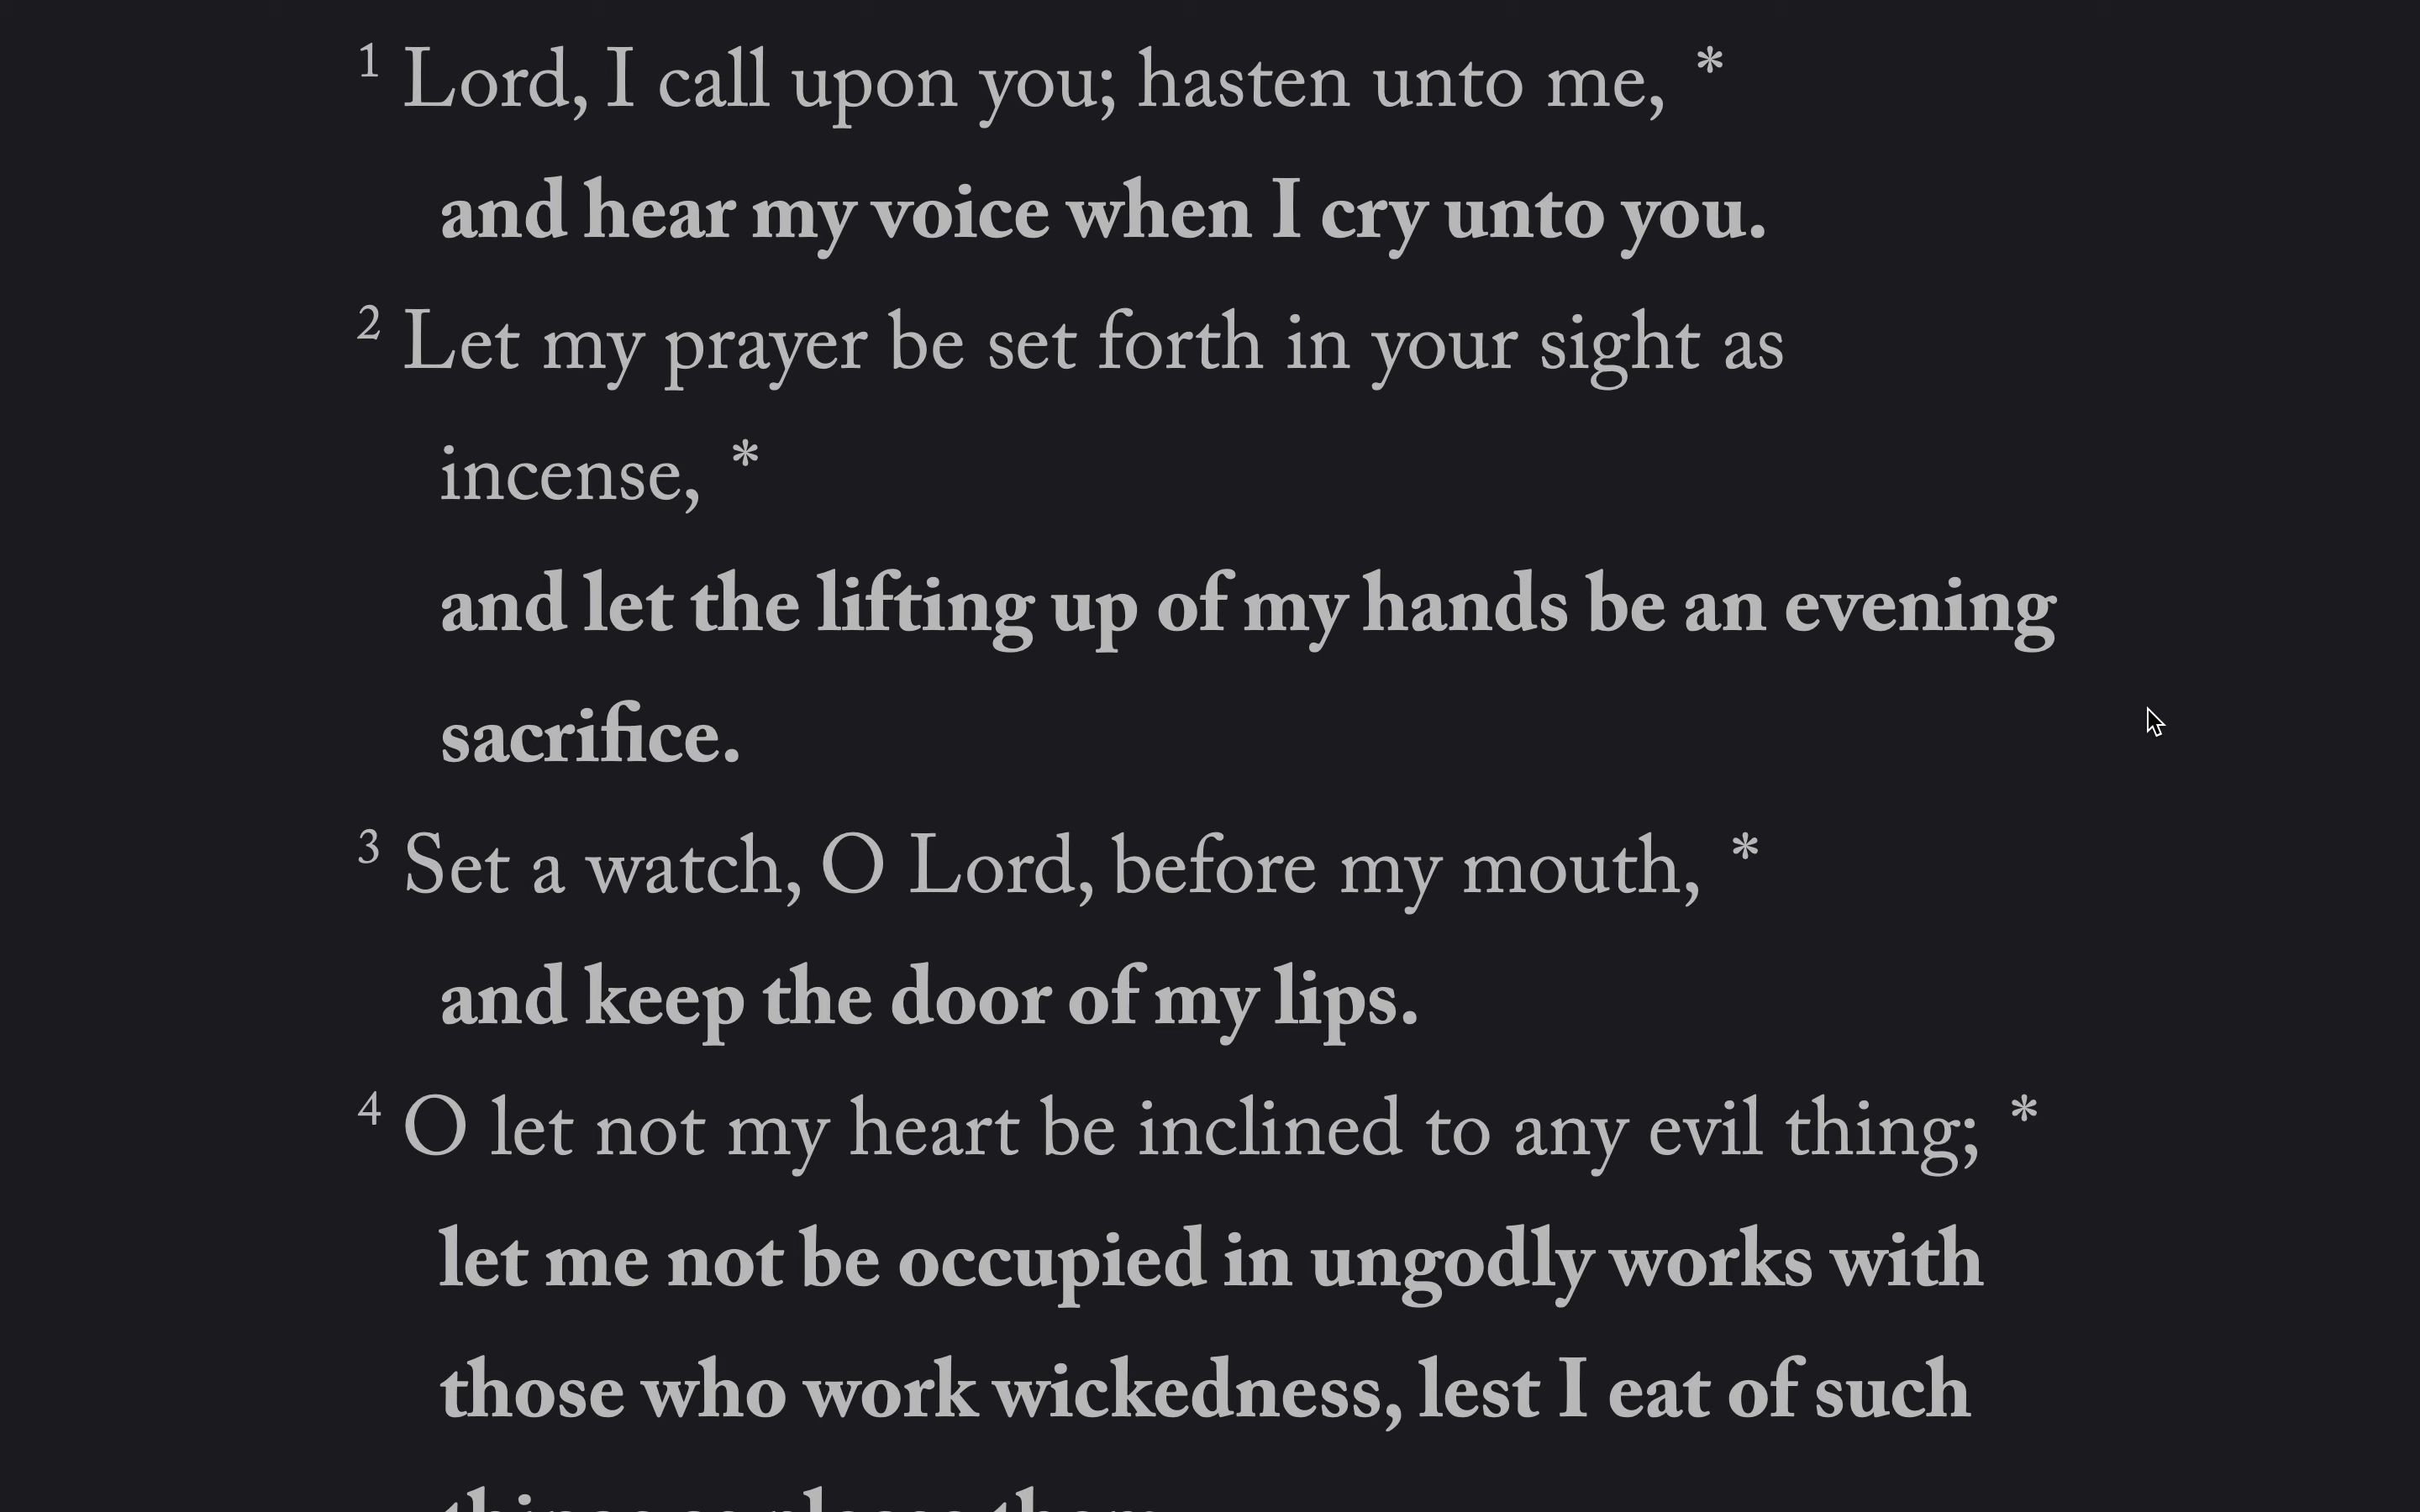 1 Lord, I call upon you; hasten unto me, *
and hear my voice when I cry unto you.
2 Let my prayer be set forth in your sight as
incense, *
and let the lifting up of my hands be an evening
sacrifice.
3 Set a watch, O Lord, before my mouth, *
and keep the door of my lips.
4 O let not my heart be inclined to any evil thing; *
let me not be occupied in ungodly works with
those who work wickedness, lest I eat of such
things as please them.